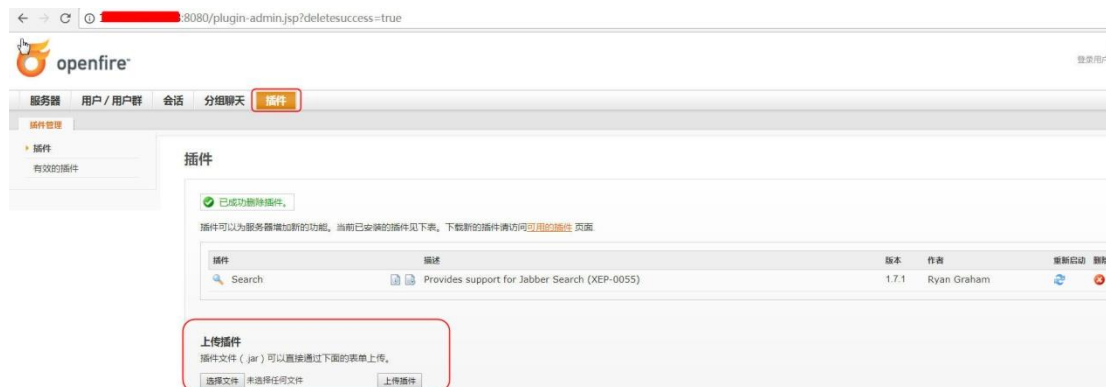 :8080/plugin-admin.jsp?deletesuccess=true
openfire
登录用户
服务器 用户 / 用户群 会话 分组聊天 插件
插件管理
插件
有效的插件
插件
已成功删除插件。
插件可以为服务器增加新的功能。当前已安装的插件见下表。下载新的插件请访问可用的插件 页面
插件 描述 版本 作者 重新启动 删除
Search Provides support for Jabber Search (XEP-0055) 1.7.1 Ryan Graham
上传插件
插件文件 ( .jar ) 可以直接通过下面的表单上传。
选择文件 未选择任何文件 上传插件